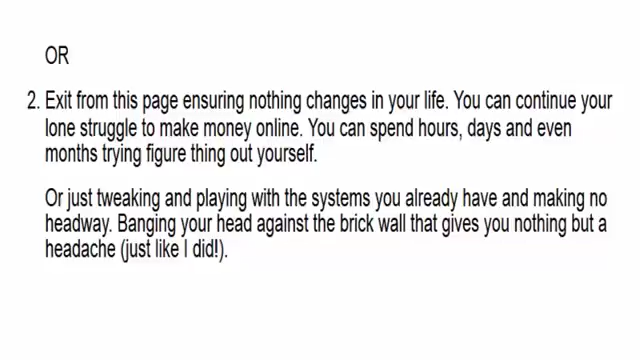 OR
2. Exit from this page ensuring nothing changes in your life. You can continue your
lone struggle to make money online. You can spend hours, days and even
months trying figure thing out yourself.
Or just tweaking and playing with the systems you already have and making no
headway. Banging your head against the brick wall that gives you nothing but a
headache (just like I did!).